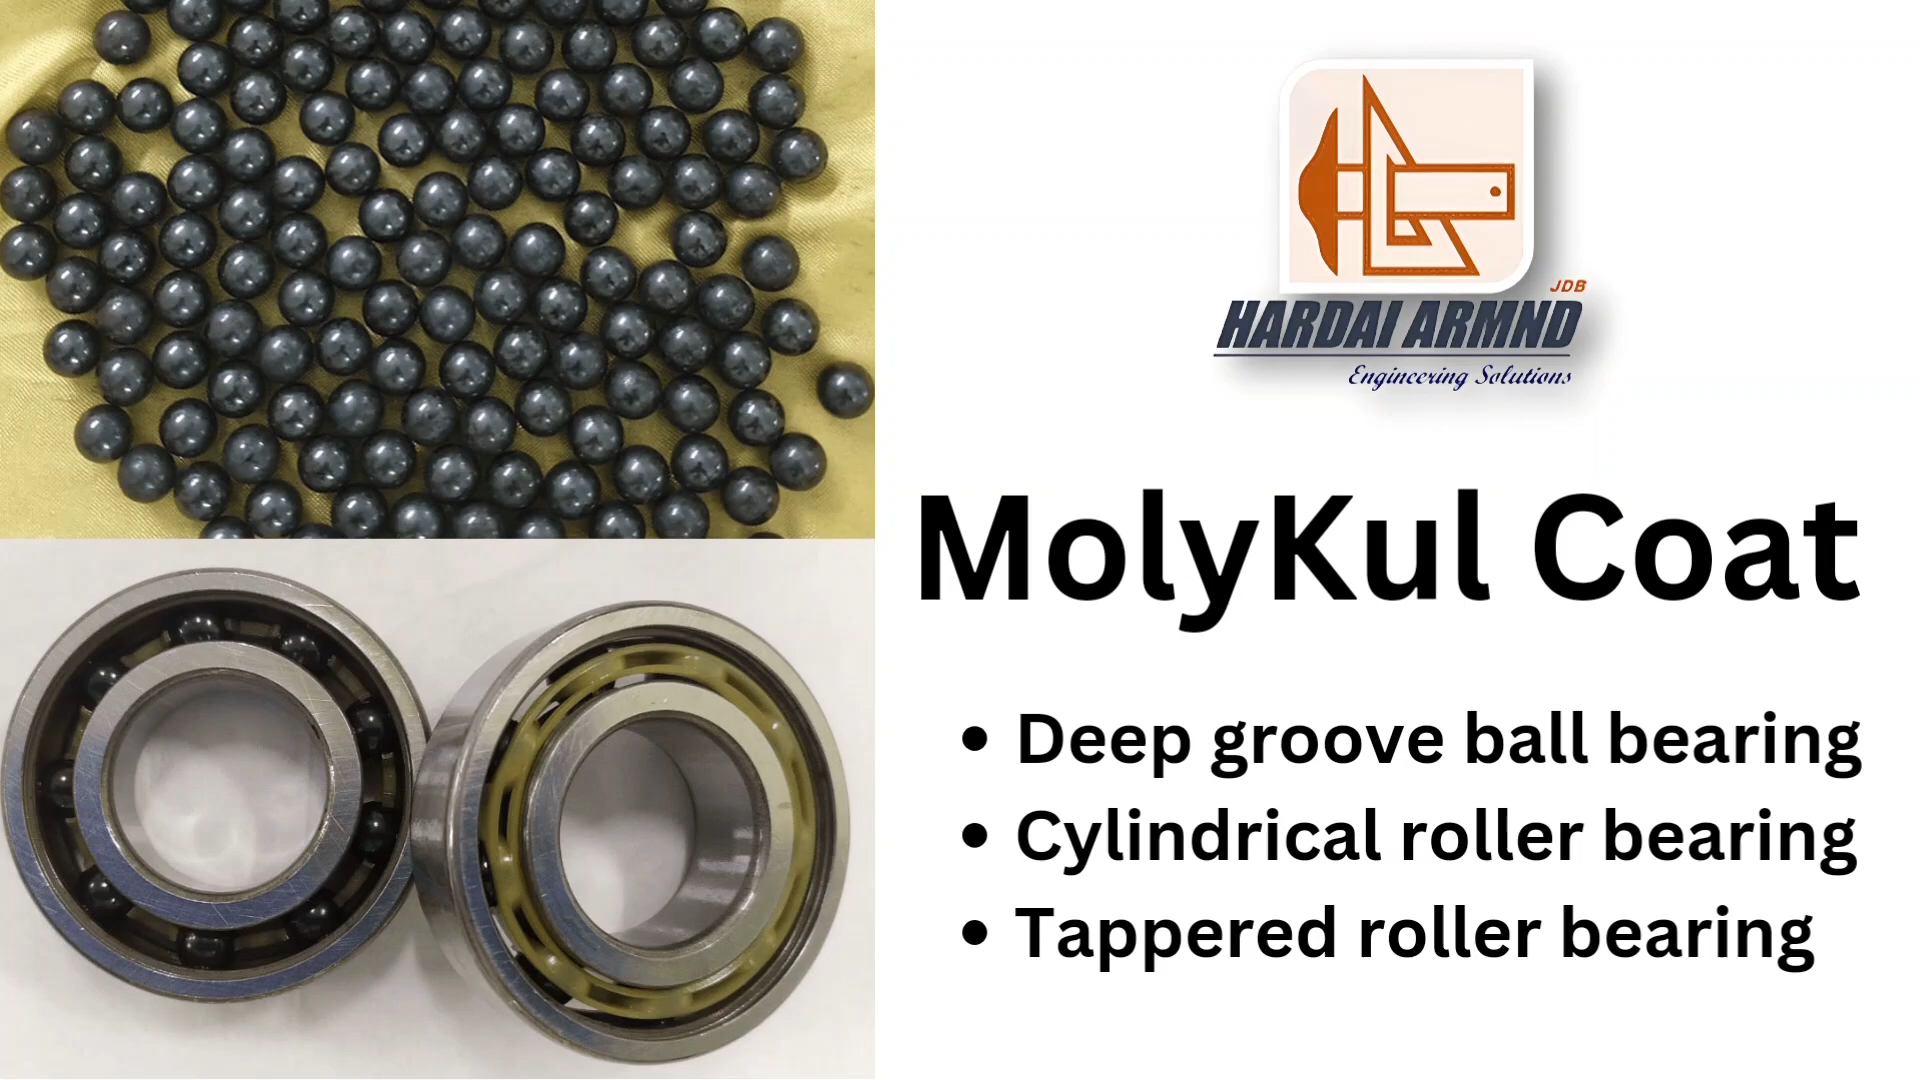 JDB
HARDAI ARMND
Engineering Solutions
MolyKul Coat
• Deep groove ball bearing
• Cylindrical roller bearing
• Tappered roller bearing